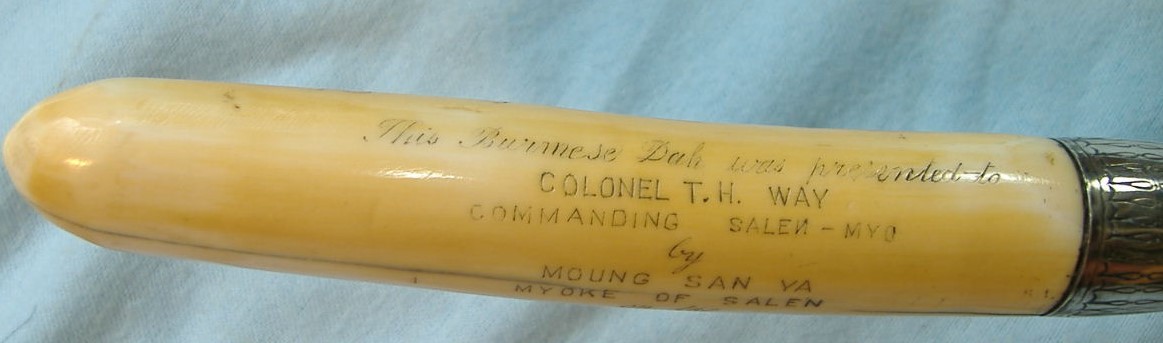 This Burmese Dah was presented to
COLONEL T. H. WAY
COMMANDING SALEN - MYO
by
MOUNG SAN YA
MYOKE OF SALEN